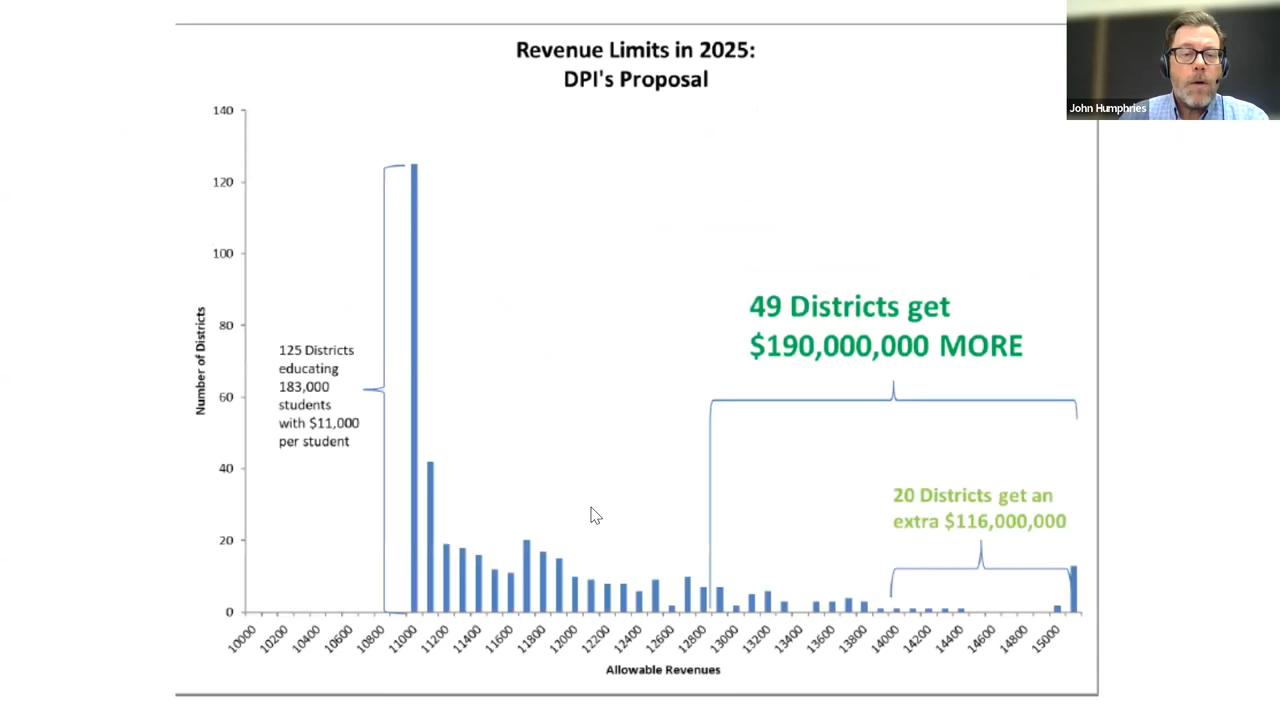 Revenue Limits in 2025:
DPI's Proposal
John Humphries
140
120
100
80
60
40
20
0
Number of Districts
125 Districts
educating
183,000
students
with $11,000
per student
49 Districts get
$190,000,000 MORE
20 Districts get an
extra $116,000,000
10000
10200
10400
10600
10800
11000
11200
11400
11600
11800
12000
12200
12400
12600
12800
13000
13200
13400
13600
13800
14000
14200
14400
14600
14800
15000
Allowable Revenues